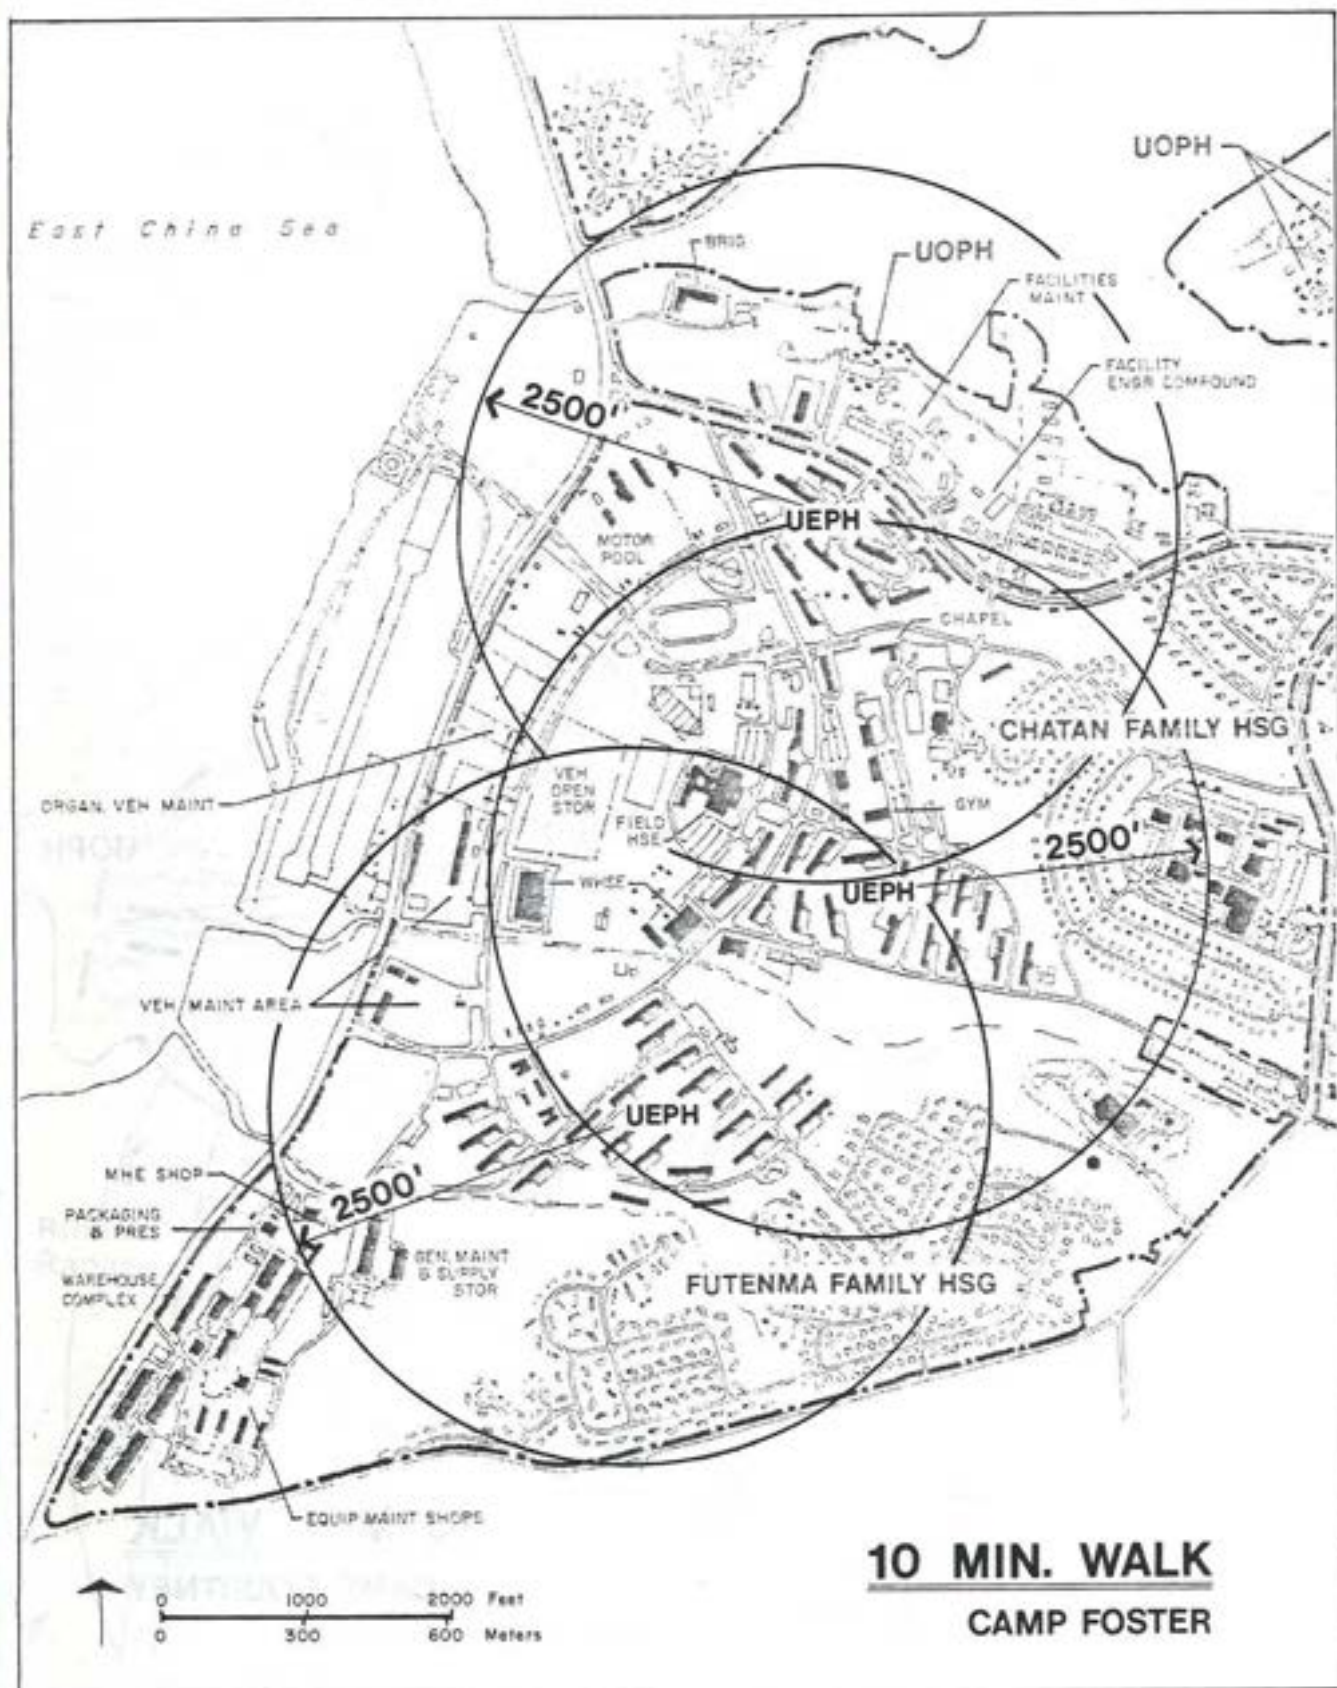 UOPH
East China Sea
BRIG
UOPH
FACILITIES
MAINT
FACILITY
ENGR COMPOUND
2500'
UEPH
MOTOR
POOL
CHAPEL
CHATAN FAMILY HSG
ORGAN. VEH MAINT
VEH
OPEN
STOR
FIELD
HSE
GYM
2500'
WHSE
UEPH
VEH MAINT AREA
UEPH
MHE SHOP
2500'
PACKAGING
& PRES
GEN. MAINT
& SUPPLY
STOR
WAREHOUSE
COMPLEX
FUTENMA FAMILY HSG
EQUIP MAINT SHOPS
10 MIN. WALK
CAMP FOSTER
0 1000 2000 Feet
0 300 600 Meters